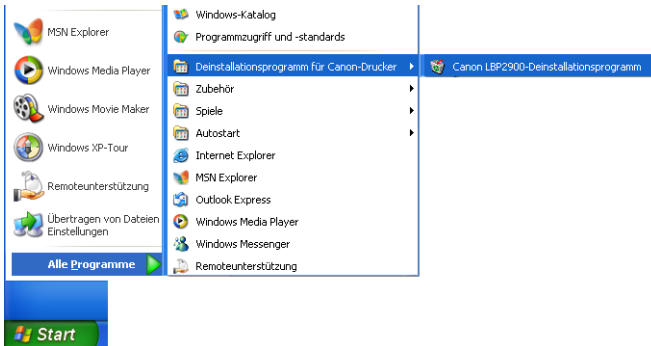 MSN Explorer
Windows Media Player
Windows Movie Maker
Windows XP-Tour
Remoteunterstützung
Übertragen von Dateien
Einstellungen
Alle Programme
Start
Windows-Katalog
Programmzugriff und -standards
Deinstallationsprogramm für Canon-Drucker
Zubehör
Spiele
Autostart
Internet Explorer
MSN Explorer
Outlook Express
Windows Media Player
Windows Messenger
Remoteunterstützung
Canon LBP2900-Deinstallationsprogramm